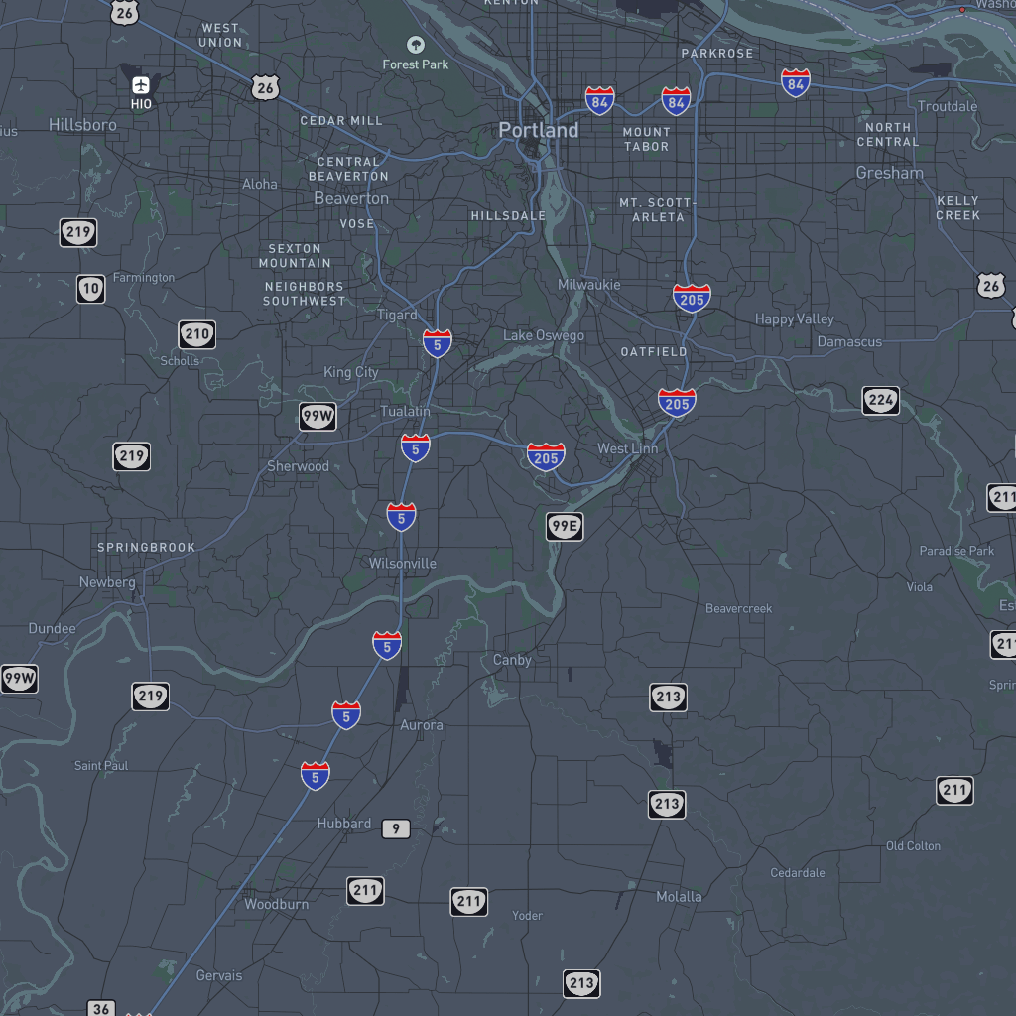 KENTON
Washo
26
WEST
UNION
Forest Park
PARKROSE
26
84
84
84
HIO
Troutdale
Hillsboro
ius
CEDAR MILL
Portland
MOUNT
TABOR
NORTH
CENTRAL
CENTRAL
BEAVERTON
Gresham
Aloha
Beaverton
KELLY
CREEK
MT. SCOTT-
ARLETA
HILLSDALE
VOSE
219
SEXTON
MOUNTAIN
Farmington
10
NEIGHBORS
SOUTHWEST
Milwaukie
26
205
Tigard
Happy Valley
210
Lake Oswego
5
Damascus
OATFIELD
Scholls
King City
224
205
99W
Tualatin
5
West Linn
219
205
Sherwood
211
5
99E
SPRINGBROOK
Paradise Park
Wilsonville
Newberg
Viola
Beavercreek
Es
Dundee
5
211
Canby
99W
Sprin
219
213
5
Aurora
Saint Paul
5
211
213
Hubbard
9
Old Colton
Cedardale
211
Molalla
211
Woodburn
Yoder
Gervais
213
36